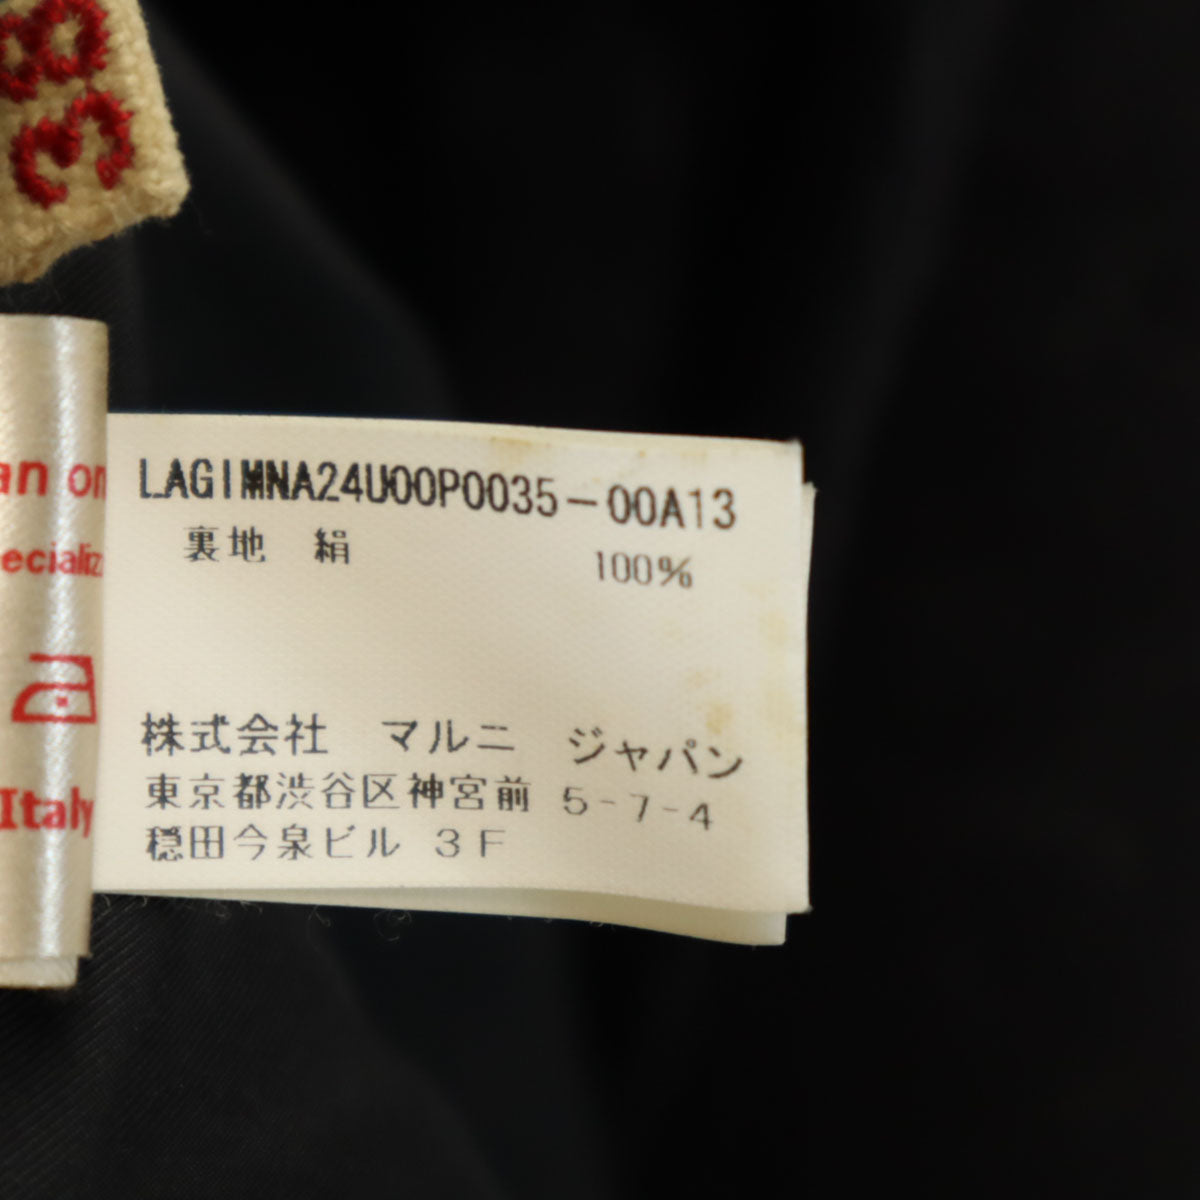 38
an on
ecializ
Italy
LAGIMNA24U00P0035-00A13
裏地 絹 100%
株式会社 マルニ ジャパン
東京都渋谷区神宮前 5-7-4
穏田今泉ビル 3F